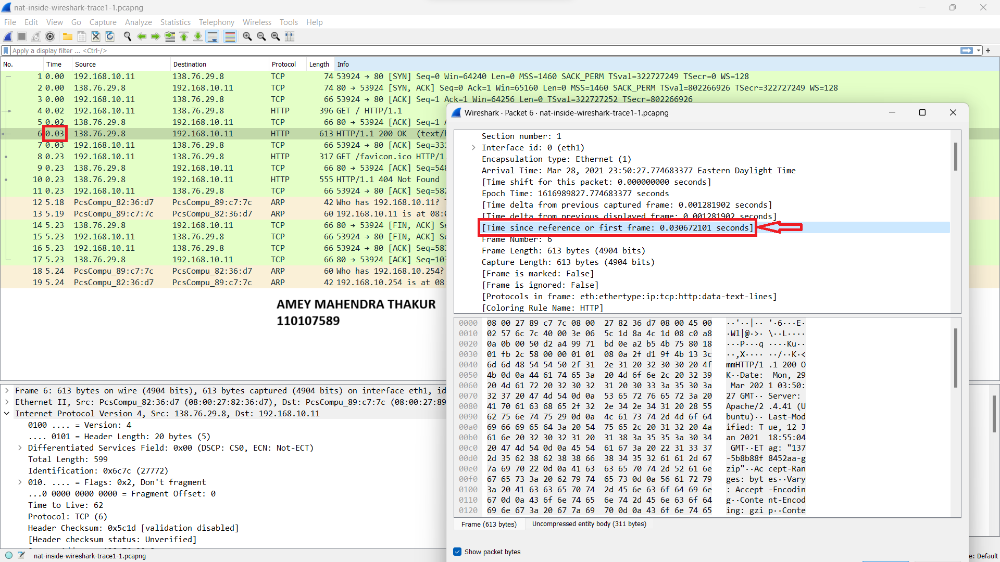 nat-inside-wireshark-trace1-1.pcapng
File Edit View Go Capture Analyze Statistics Telephony Wireless Tools Help
Apply a display filter ... <Ctrl-/>
No. Time Source Destination Protocol Length Info
1 0.00 192.168.10.11 138.76.29.8 TCP 74 53924 → 80 [SYN] Seq=0 Win=64240 Len=0 MSS=1460 SACK_PERM TSval=322727249 TSecr=0 WS=128
2 0.00 138.76.29.8 192.168.10.11 TCP 74 80 → 53924 [SYN, ACK] Seq=0 Ack=1 Win=65160 Len=0 MSS=1460 SACK_PERM TSval=802266926 TSecr=322727249 WS=128
3 0.00 192.168.10.11 138.76.29.8 TCP 66 53924 → 80 [ACK] Seq=1 Ack=1 Win=64256 Len=0 TSval=322727252 TSecr=802266926
4 0.02 192.168.10.11 138.76.29.8 HTTP 396 GET / HTTP/1.1
5 0.02 138.76.29.8 192.168.10.11 TCP 66 80 → 53924 [ACK] Seq=1
6 0.03 138.76.29.8 192.168.10.11 HTTP 613 HTTP/1.1 200 OK (text/h
7 0.03 192.168.10.11 138.76.29.8 TCP 66 53924 → 80 [ACK] Seq=331
8 0.23 192.168.10.11 138.76.29.8 HTTP 317 GET /favicon.ico HTTP/1.
9 0.23 138.76.29.8 192.168.10.11 TCP 66 80 → 53924 [ACK] Seq=548
10 0.23 138.76.29.8 192.168.10.11 HTTP 555 HTTP/1.1 404 Not Found
11 0.23 192.168.10.11 138.76.29.8 TCP 66 53924 → 80 [ACK] Seq=582
12 5.18 PcsCompu_82:36:d7 PcsCompu_89:c7:7c ARP 42 Who has 192.168.10.11?
13 5.19 PcsCompu_89:c7:7c PcsCompu_82:36:d7 ARP 60 192.168.10.11 is at 08:0
14 5.23 138.76.29.8 192.168.10.11 TCP 66 80 → 53924 [FIN, ACK] Se
15 5.23 192.168.10.11 138.76.29.8 TCP 66 53924 → 80 [FIN, ACK] Se
16 5.23 192.168.10.11 138.76.29.8 TCP 66 53924 → 80 [ACK] Seq=583
17 5.23 138.76.29.8 192.168.10.11 TCP 66 80 → 53924 [ACK] Seq=103
18 5.24 PcsCompu_89:c7:7c PcsCompu_82:36:d7 ARP 60 Who has 192.168.10.254?
19 5.24 PcsCompu_82:36:d7 PcsCompu_89:c7:7c ARP 42 192.168.10.254 is at 08:
AMEY MAHENDRA THAKUR
110107589
Frame 6: 613 bytes on wire (4904 bits), 613 bytes captured (4904 bits) on interface eth1, id
Ethernet II, Src: PcsCompu_82:36:d7 (08:00:27:82:36:d7), Dst: PcsCompu_89:c7:7c (08:00:27:89
Internet Protocol Version 4, Src: 138.76.29.8, Dst: 192.168.10.11
0100 .... = Version: 4
.... 0101 = Header Length: 20 bytes (5)
Differentiated Services Field: 0x00 (DSCP: CS0, ECN: Not-ECT)
Total Length: 599
Identification: 0x6c7c (27772)
010. .... = Flags: 0x2, Don't fragment
...0 0000 0000 0000 = Fragment Offset: 0
Time to Live: 62
Protocol: TCP (6)
Header Checksum: 0x5c1d [validation disabled]
[Header checksum status: Unverified]
nat-inside-wireshark-trace1-1.pcapng
e: Default
Wireshark · Packet 6 · nat-inside-wireshark-trace1-1.pcapng
Section number: 1
Interface id: 0 (eth1)
Encapsulation type: Ethernet (1)
Arrival Time: Mar 28, 2021 23:50:27.774683377 Eastern Daylight Time
[Time shift for this packet: 0.000000000 seconds]
Epoch Time: 1616989827.774683377 seconds
[Time delta from previous captured frame: 0.001281902 seconds]
[Time delta from previous displayed frame: 0.001281902 seconds]
[Time since reference or first frame: 0.030672101 seconds]
Frame Number: 6
Frame Length: 613 bytes (4904 bits)
Capture Length: 613 bytes (4904 bits)
[Frame is marked: False]
[Frame is ignored: False]
[Protocols in frame: eth:ethertype:ip:tcp:http:data-text-lines]
[Coloring Rule Name: HTTP]
0000 08 00 27 89 c7 7c 08 00 27 82 36 d7 08 00 45 00 ··'··|·· '·6···E·
0010 02 57 6c 7c 40 00 3e 06 5c 1d 8a 4c 1d 08 c0 a8 ·Wl|@·>· \··L····
0020 0a 0b 00 50 d2 a4 99 71 bd 0e a2 b5 4b 75 80 18 ···P···q ····Ku··
0030 01 fb 2c 58 00 00 01 01 08 0a 2f d1 9f 4b 13 3c ··,X···· ··/··K·<
0040 6d 6d 48 54 54 50 2f 31 2e 31 20 32 30 30 20 4f mmHTTP/1 .1 200 O
0050 4b 0d 0a 44 61 74 65 3a 20 4d 6f 6e 2c 20 32 39 K··Date: Mon, 29
0060 20 4d 61 72 20 32 30 32 31 20 30 33 3a 35 30 3a Mar 202 1 03:50:
0070 32 37 20 47 4d 54 0d 0a 53 65 72 76 65 72 3a 20 27 GMT·· Server:
0080 41 70 61 63 68 65 2f 32 2e 34 2e 34 31 20 28 55 Apache/2 .4.41 (U
0090 62 75 6e 74 75 29 0d 0a 4c 61 73 74 2d 4d 6f 64 buntu)·· Last-Mod
00a0 69 66 69 65 64 3a 20 54 75 65 2c 20 31 32 20 4a ified: T ue, 12 J
00b0 61 6e 20 32 30 32 31 20 31 38 3a 35 35 3a 30 34 an 2021 18:55:04
00c0 20 47 4d 54 0d 0a 45 54 61 67 3a 20 22 31 33 37 GMT··ET ag: "137
00d0 2d 35 62 38 62 38 38 66 38 34 35 32 61 61 2d 67 -5b8b88f 8452aa-g
00e0 7a 69 70 22 0d 0a 41 63 63 65 70 74 2d 52 61 6e zip"··Ac cept-Ran
00f0 67 65 73 3a 20 62 79 74 65 73 0d 0a 56 61 72 79 ges: byt es··Vary
0100 3a 20 41 63 63 65 70 74 2d 45 6e 63 6f 64 69 6e : Accept -Encodin
0110 67 0d 0a 43 6f 6e 74 65 6e 74 2d 45 6e 63 6f 64 g··Conte nt-Encod
0120 69 6e 67 3a 20 67 7a 69 70 0d 0a 43 6f 6e 74 65 ing: gzi p··Conte
Frame (613 bytes) Uncompressed entity body (311 bytes)
Show packet bytes